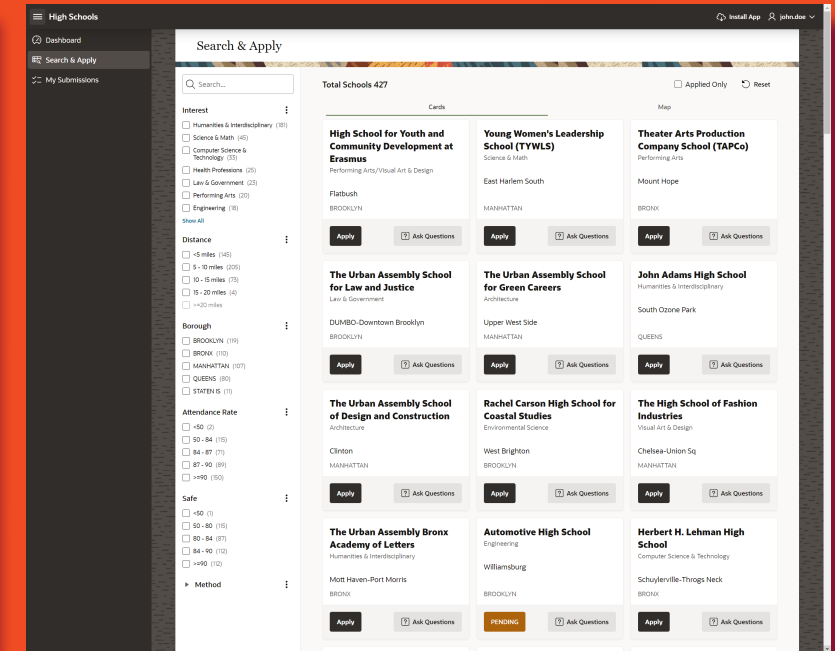 High Schools
Install App
john.doe
Dashboard
Search & Apply
My Submissions
Search & Apply
Search...
Interest
Humanities & Interdisciplinary (181)
Science & Math (45)
Computer Science &
Technology (33)
Health Professions (25)
Law & Government (23)
Performing Arts (20)
Engineering (18)
Show All
Distance
<5 miles (145)
5 - 10 miles (205)
10 - 15 miles (73)
15 - 20 miles (4)
>=20 miles
Borough
BROOKLYN (119)
BRONX (110)
MANHATTAN (107)
QUEENS (80)
STATEN IS (11)
Attendance Rate
<50 (2)
50 - 84 (115)
84 - 87 (71)
87 - 90 (89)
>=90 (150)
Safe
<50 (1)
50 - 80 (115)
80 - 84 (87)
84 - 90 (112)
>=90 (112)
Method
Total Schools 427
Applied Only
Reset
Cards
Map
High School for Youth and
Community Development at
Erasmus
Performing Arts/Visual Art & Design
Flatbush
BROOKLYN
Apply
Ask Questions
Young Women's Leadership
School (TYWLS)
Science & Math
East Harlem South
MANHATTAN
Apply
Ask Questions
Theater Arts Production
Company School (TAPCo)
Performing Arts
Mount Hope
BRONX
Apply
Ask Questions
The Urban Assembly School
for Law and Justice
Law & Government
DUMBO-Downtown Brooklyn
BROOKLYN
Apply
Ask Questions
The Urban Assembly School
for Green Careers
Architecture
Upper West Side
MANHATTAN
Apply
Ask Questions
John Adams High School
Humanities & Interdisciplinary
South Ozone Park
QUEENS
Apply
Ask Questions
The Urban Assembly School
of Design and Construction
Architecture
Clinton
MANHATTAN
Apply
Ask Questions
Rachel Carson High School for
Coastal Studies
Environmental Science
West Brighton
BROOKLYN
Apply
Ask Questions
The High School of Fashion
Industries
Visual Art & Design
Chelsea-Union Sq
MANHATTAN
Apply
Ask Questions
The Urban Assembly Bronx
Academy of Letters
Humanities & Interdisciplinary
Mott Haven-Port Morris
BRONX
Apply
Ask Questions
Automotive High School
Engineering
Williamsburg
BROOKLYN
PENDING
Ask Questions
Herbert H. Lehman High
School
Computer Science & Technology
Schuylerville-Throgs Neck
BRONX
Apply
Ask Questions